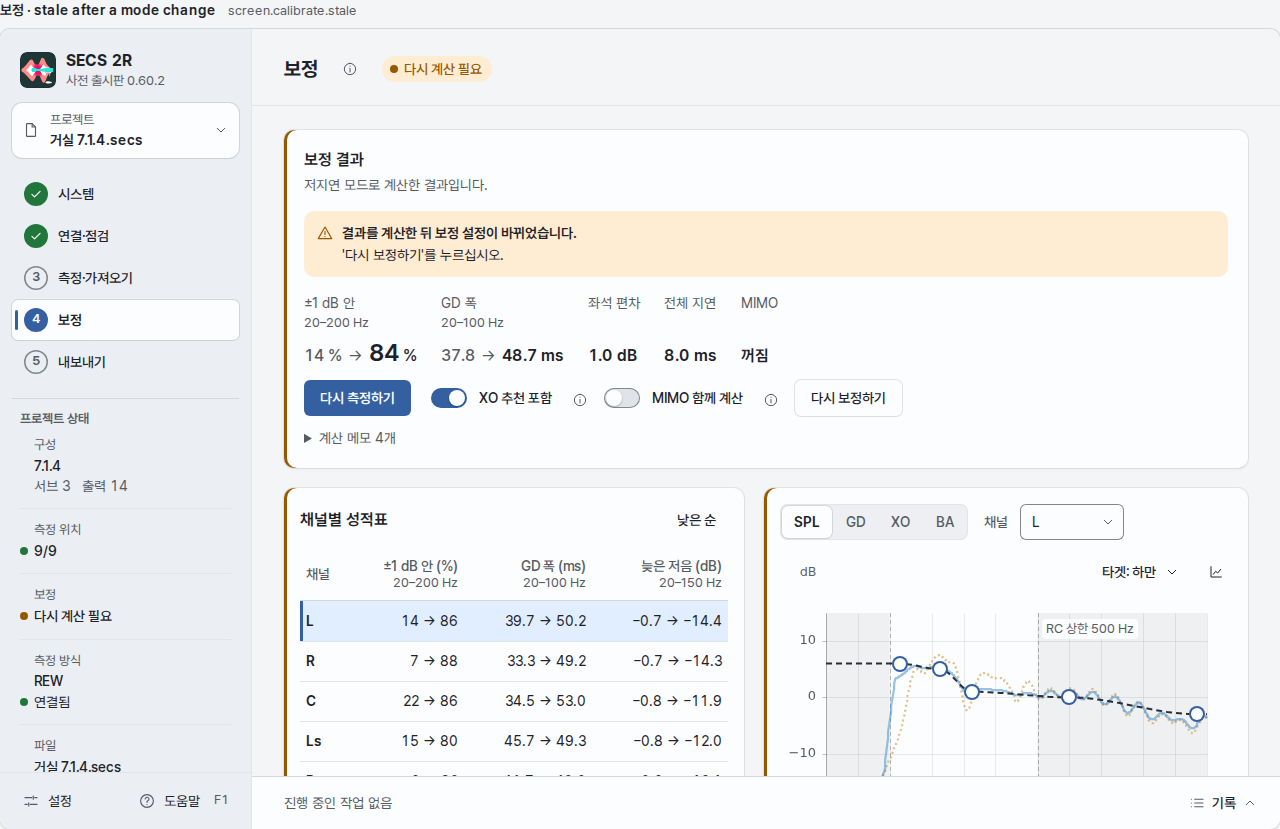 보정 · stale after a mode change screen.calibrate.stale
SECS 2R
사전 출시판 0.60.2
프로젝트
거실 7.1.4.secs
시스템
연결·점검
3 측정·가져오기
4 보정
5 내보내기
프로젝트 상태
구성
7.1.4
서브 3 출력 14
측정 위치
9/9
보정
다시 계산 필요
측정 방식
REW
연결됨
파일
거실 7.1.4.secs
설정 도움말 F1
보정 다시 계산 필요
보정 결과
저지연 모드로 계산한 결과입니다.
결과를 계산한 뒤 보정 설정이 바뀌었습니다.
'다시 보정하기'를 누르십시오.
±1 dB 안 GD 폭 좌석 편차 전체 지연 MIMO
20–200 Hz 20–100 Hz
14 % → 84 % 37.8 → 48.7 ms 1.0 dB 8.0 ms 꺼짐
다시 측정하기 XO 추천 포함 MIMO 함께 계산 다시 보정하기
▶ 계산 메모 4개
채널별 성적표 낮은 순
채널 ±1 dB 안 (%) GD 폭 (ms) 늦은 저음 (dB)
20–200 Hz 20–100 Hz 20–150 Hz
L 14 → 86 39.7 → 50.2 −0.7 → −14.4
R 7 → 88 33.3 → 49.2 −0.7 → −14.3
C 22 → 86 34.5 → 53.0 −0.8 → −11.9
Ls 15 → 80 45.7 → 49.3 −0.8 → −12.0
SPL GD XO BA 채널 L
dB 타겟: 하만
RC 상한 500 Hz
10
0
−10
진행 중인 작업 없음 기록